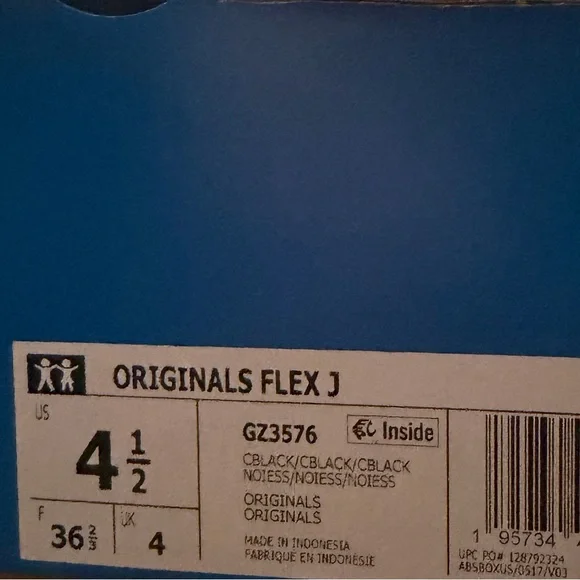 ORIGINALS FLEX J
US
4 1/2
F
36 2/3
UK
4
GZ3576
Inside
CBLACK/CBLACK/CBLACK
NOIESS/NOIESS/NOIESS
ORIGINALS
ORIGINALS
MADE IN INDONESIA
FABRIQUE EN INDONESIE
1 95734
UPC PO# 128792324
ABSBOXUS/0517/V03